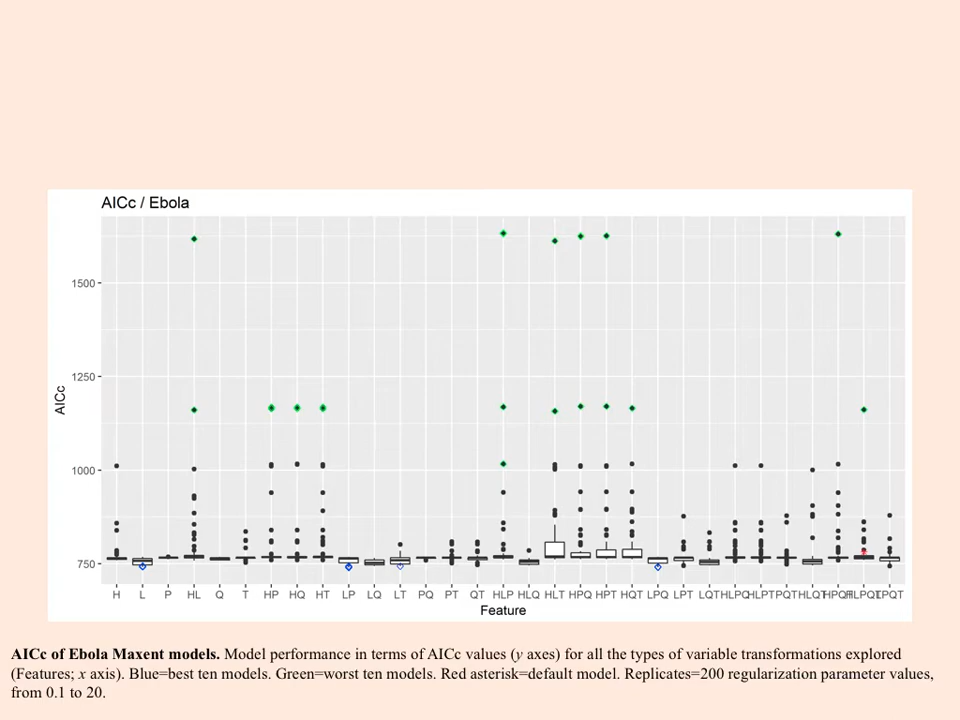 AICc / Ebola
1500
1250
1000
750
AICc
H L P HL Q T HP HQ HT LP LQ LT PQ PT QT HLP HLQ HLT HPQ HPT HQT LPQ LPT LQT HLPQ HLPT PQT HLQT HPQT HLPQT LPQT
Feature
AICc of Ebola Maxent models. Model performance in terms of AICc values (y axes) for all the types of variable transformations explored
(Features; x axis). Blue=best ten models. Green=worst ten models. Red asterisk=default model. Replicates=200 regularization parameter values,
from 0.1 to 20.